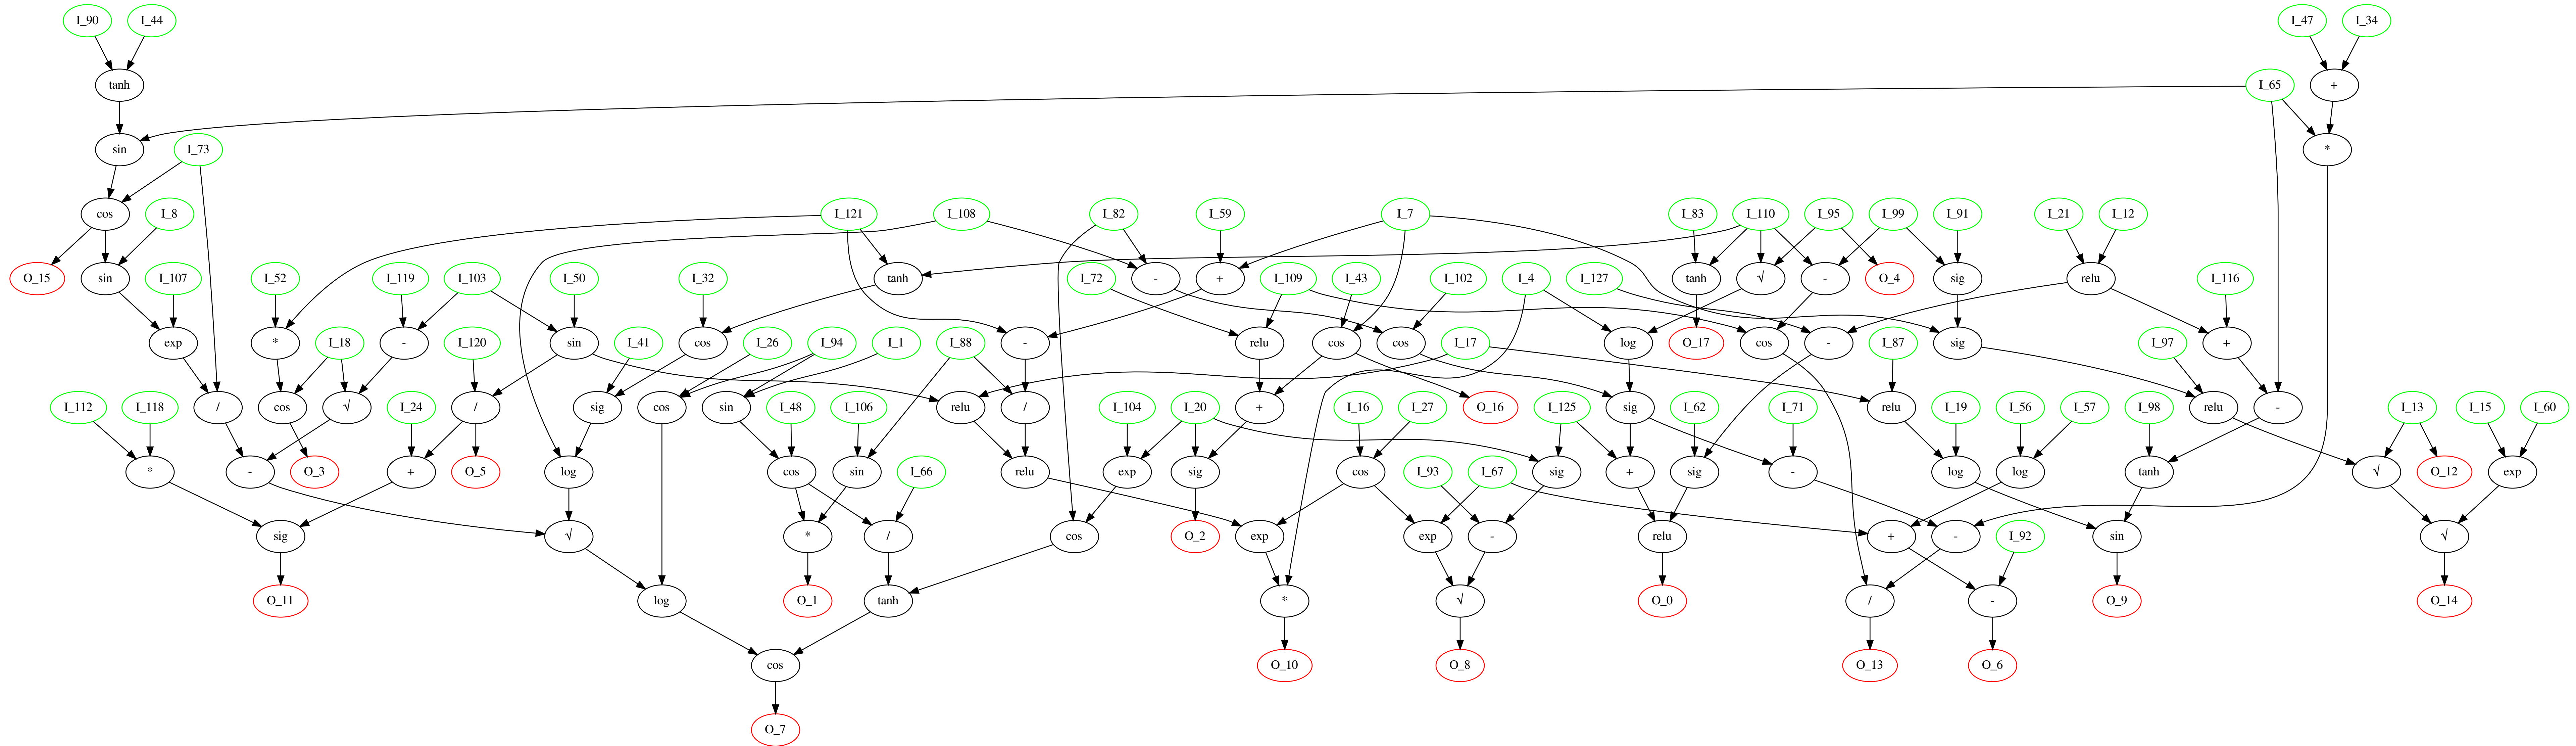 I_90 I_44 I_47 I_34
tanh I_65 +
sin I_73 *
cos I_8 I_121 I_108 I_82 I_59 I_7 I_83 I_110 I_95 I_99 I_91 I_21 I_12
O_15 sin I_107 I_52 I_119 I_103 I_50 I_32 tanh I_72 - + I_109 I_43 I_102 I_4 I_127 tanh √ - O_4 sig relu I_116
exp * I_18 - I_120 sin I_41 cos I_26 I_94 I_1 I_88 - relu cos cos I_17 log O_17 cos - I_87 sig I_97 +
I_112 I_118 / cos √ I_24 / sig cos sin I_48 I_106 relu / I_104 I_20 + I_16 I_27 O_16 I_125 sig I_62 I_71 relu I_19 I_56 I_57 I_98 relu - I_13 I_15 I_60
* - O_3 + O_5 log cos sin I_66 relu exp sig cos I_93 I_67 sig + sig - log log tanh √ O_12 exp
sig √ * / cos O_2 exp exp - relu + - I_92 sin √
O_11 log O_1 tanh * √ O_0 / - O_9 O_14
cos O_10 O_8 O_13 O_6
O_7